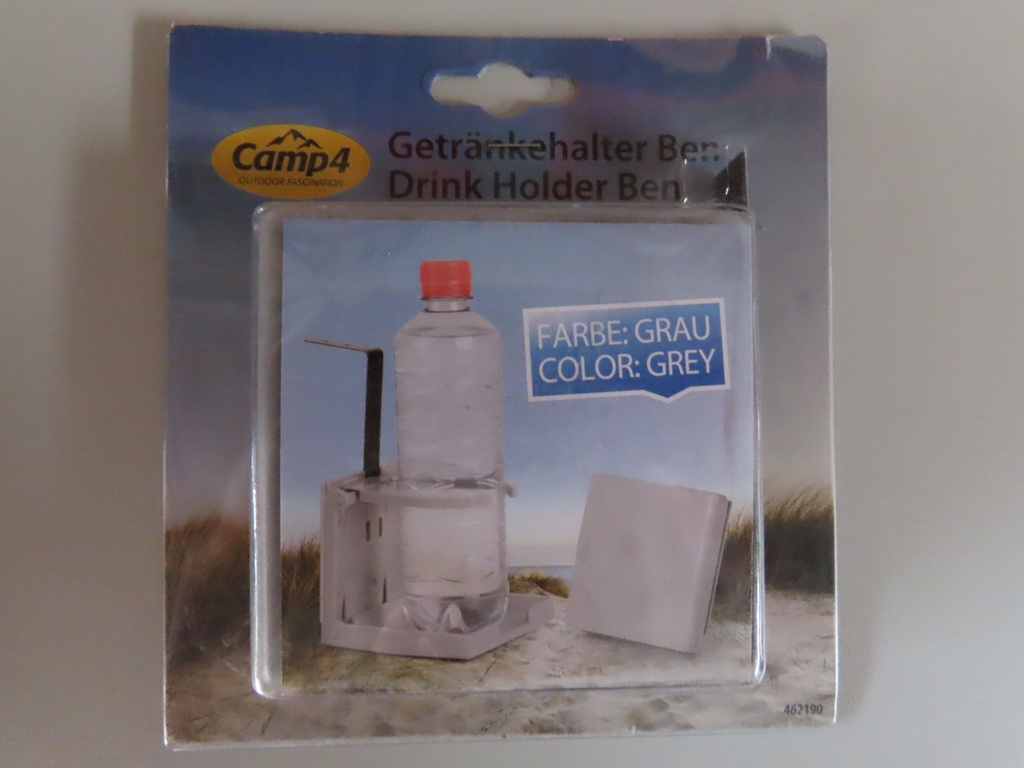 Camp4
OUTDOOR FASCINATION
Getränkehalter Ben
Drink Holder Ben
FARBE: GRAU
COLOR: GREY
462190